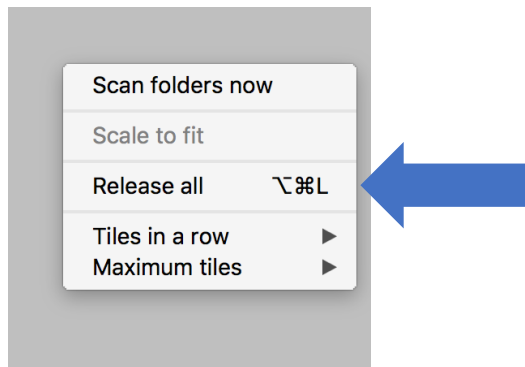 Scan folders now
Scale to fit
Release all ⌥⌘L
Tiles in a row ▶
Maximum tiles ▶